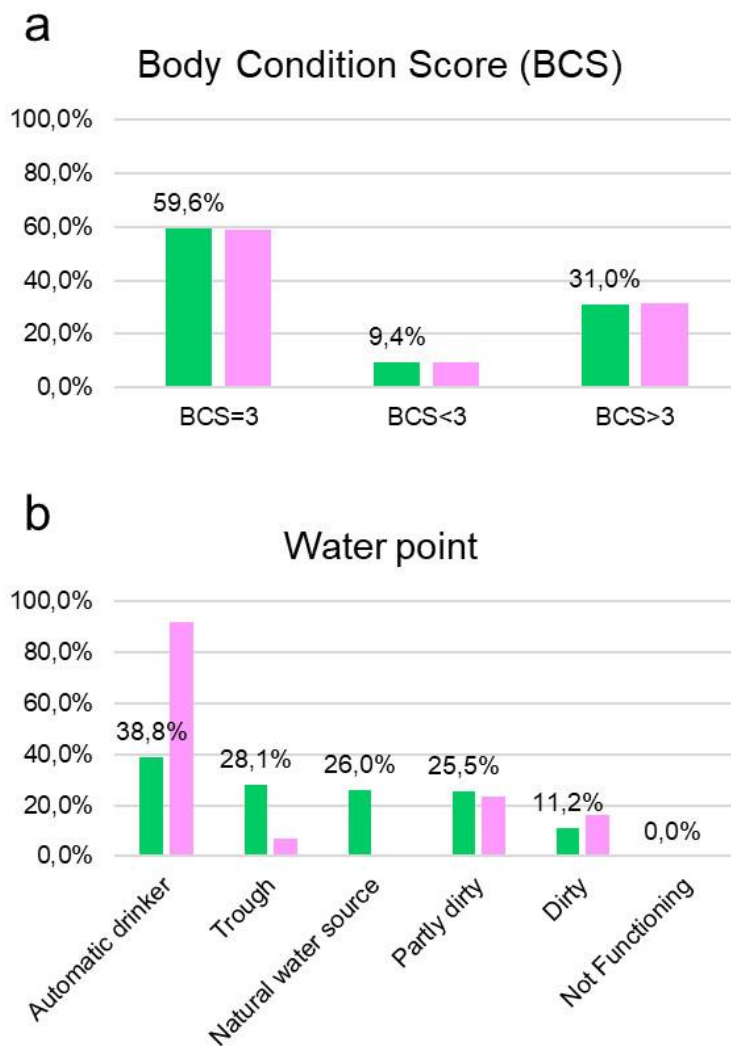 a
Body Condition Score (BCS)
100,0%
80,0%
60,0%
40,0%
20,0%
0,0%
59,6%
9,4%
31,0%
BCS=3 BCS<3 BCS>3
b
Water point
100,0%
80,0%
60,0%
40,0%
20,0%
0,0%
38,8%
28,1%
26,0%
25,5%
11,2%
0,0%
Automatic drinker
Trough
Natural water source
Partly dirty
Dirty
Not Functioning